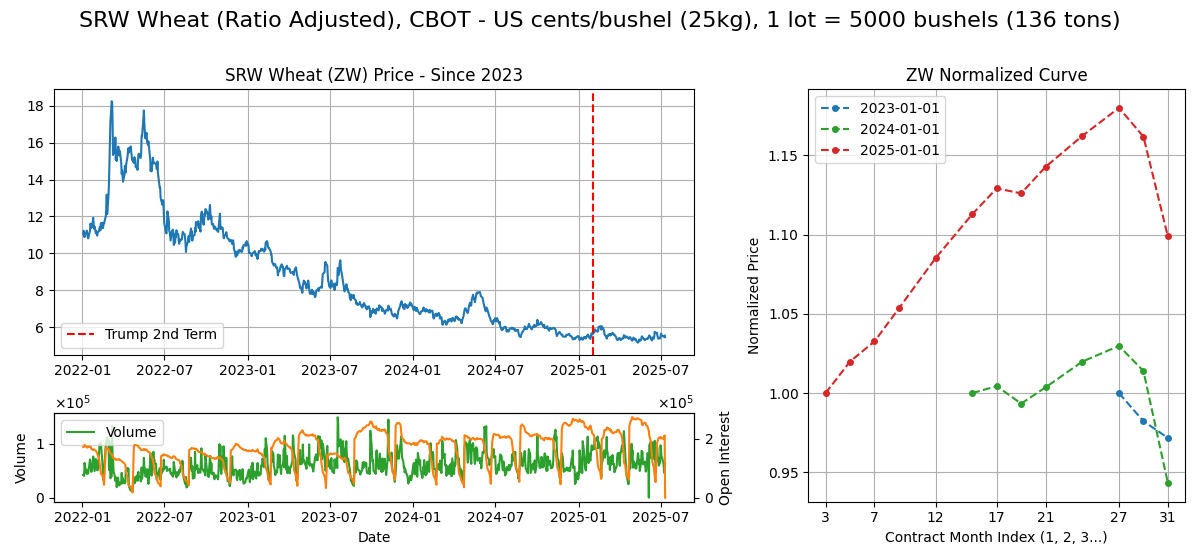 SRW Wheat (Ratio Adjusted), CBOT - US cents/bushel (25kg), 1 lot = 5000 bushels (136 tons)
SRW Wheat (ZW) Price - Since 2023
18
16
14
12
10
8
6
Trump 2nd Term
2022-01 2022-07 2023-01 2023-07 2024-01 2024-07 2025-01 2025-07
×10⁵ ×10⁵
Volume
Volume
1
0
2
0
Open Interest
2022-01 2022-07 2023-01 2023-07 2024-01 2024-07 2025-01 2025-07
Date
ZW Normalized Curve
2023-01-01
2024-01-01
2025-01-01
Normalized Price
1.15
1.10
1.05
1.00
0.95
3 7 12 17 21 27 31
Contract Month Index (1, 2, 3...)